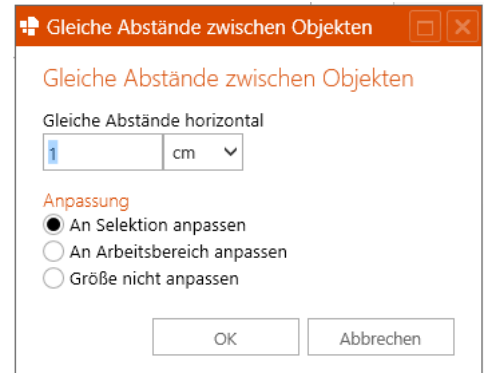 Gleiche Abstände zwischen Objekten
Gleiche Abstände zwischen Objekten
Gleiche Abstände horizontal
1 cm
Anpassung
An Selektion anpassen
An Arbeitsbereich anpassen
Größe nicht anpassen
OK Abbrechen